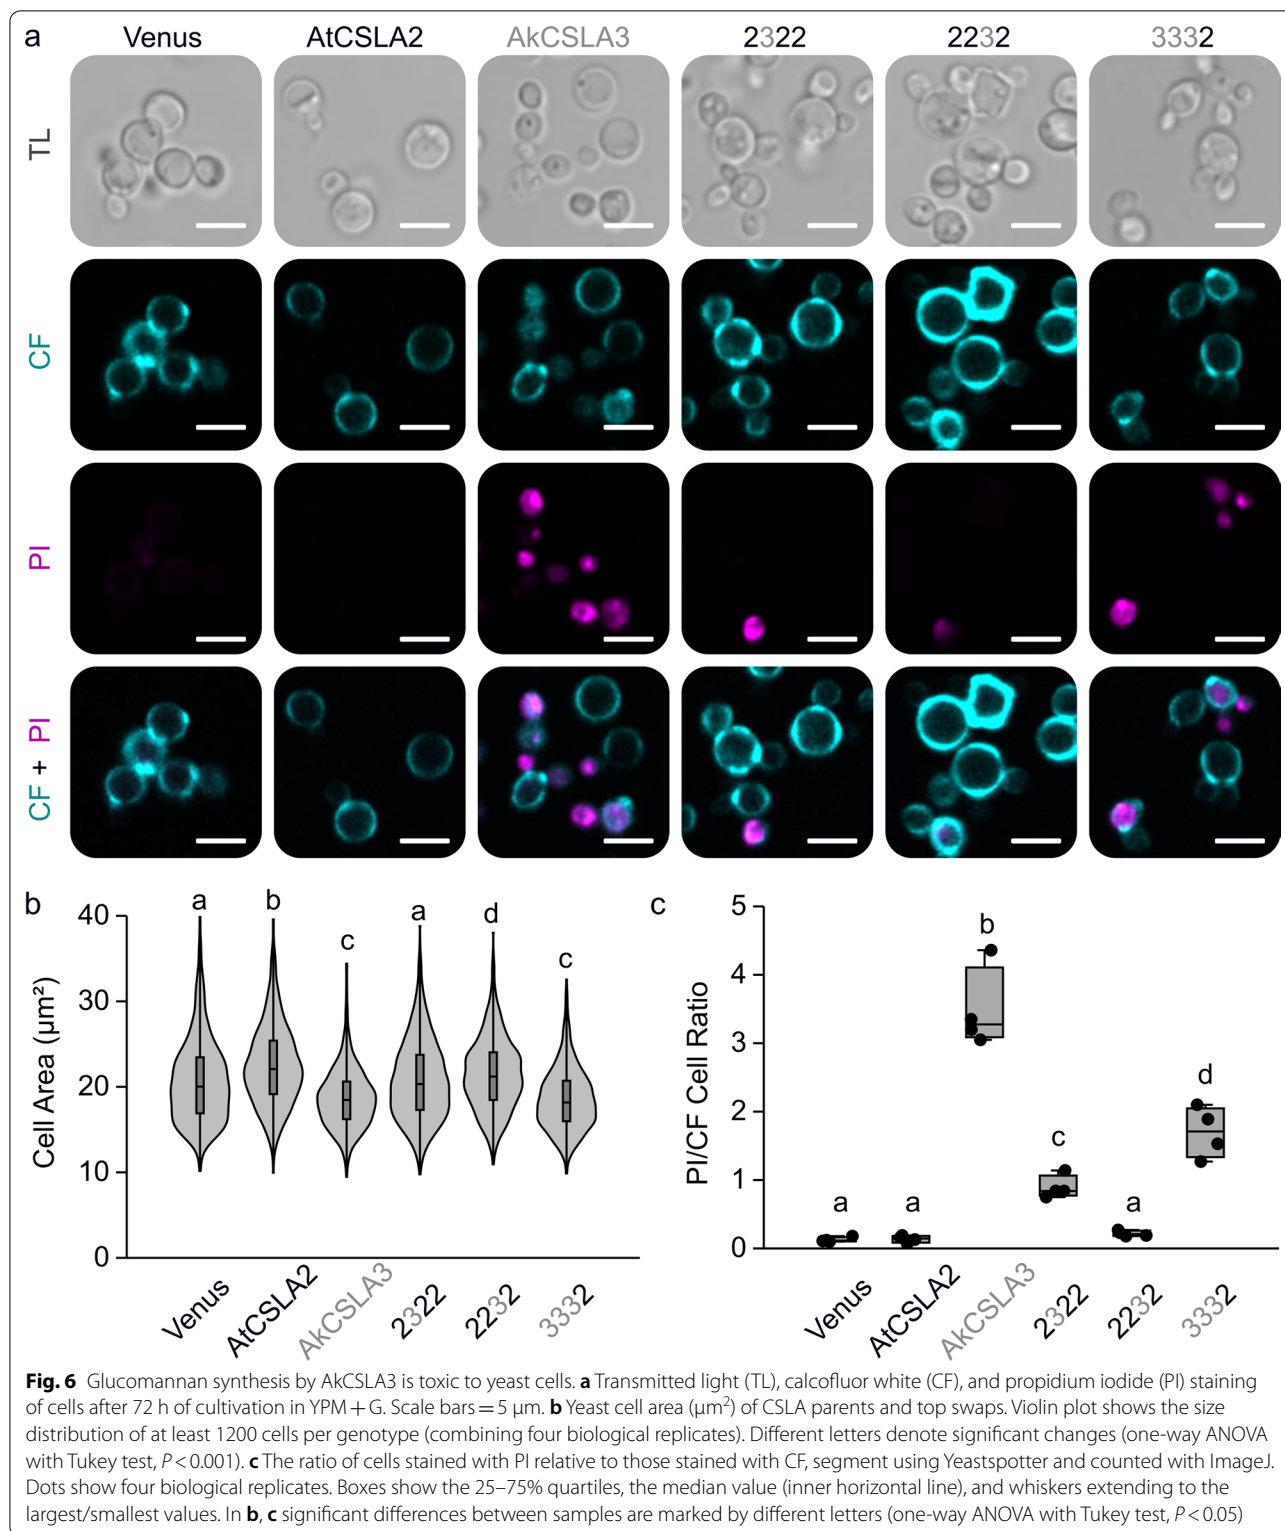 a
Venus AtCSLA2 AkCSLA3 2322 2232 3332
TL
CF
PI
CF + PI
b
Cell Area (µm²)
40
30
20
10
0
a b c a d c
Venus AtCSLA2 AkCSLA3 2322 2232 3332
c
PI/CF Cell Ratio
5
4
3
2
1
0
a a b c a d
Venus AtCSLA2 AkCSLA3 2322 2232 3332
Fig. 6 Glucomannan synthesis by AkCSLA3 is toxic to yeast cells. a Transmitted light (TL), calcofluor white (CF), and propidium iodide (PI) staining
of cells after 72 h of cultivation in YPM + G. Scale bars = 5 µm. b Yeast cell area (µm²) of CSLA parents and top swaps. Violin plot shows the size
distribution of at least 1200 cells per genotype (combining four biological replicates). Different letters denote significant changes (one-way ANOVA
with Tukey test, P < 0.001). c The ratio of cells stained with PI relative to those stained with CF, segment using Yeastspotter and counted with ImageJ.
Dots show four biological replicates. Boxes show the 25–75% quartiles, the median value (inner horizontal line), and whiskers extending to the
largest/smallest values. In b, c significant differences between samples are marked by different letters (one-way ANOVA with Tukey test, P < 0.05)